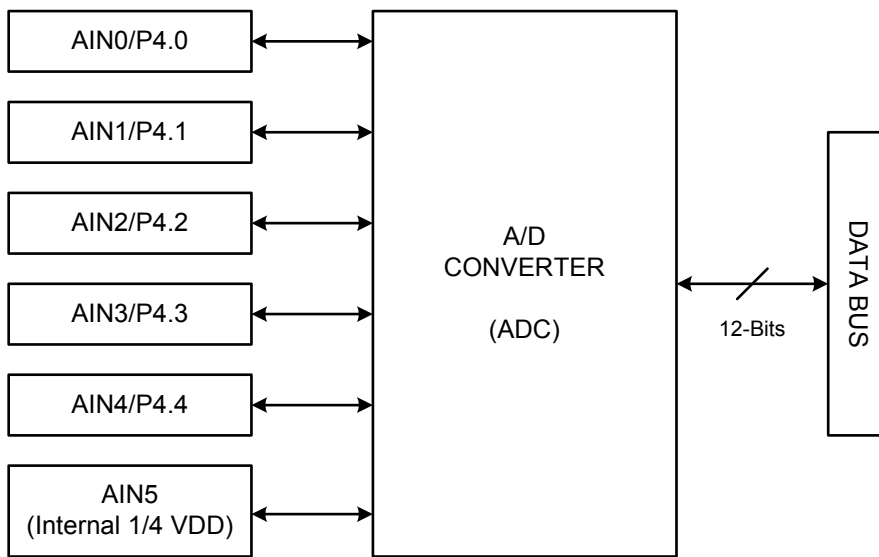 AIN0/P4.0
AIN1/P4.1
AIN2/P4.2
AIN3/P4.3
AIN4/P4.4
AIN5
(Internal 1/4 VDD)
A/D
CONVERTER
(ADC)
12-Bits
DATA BUS